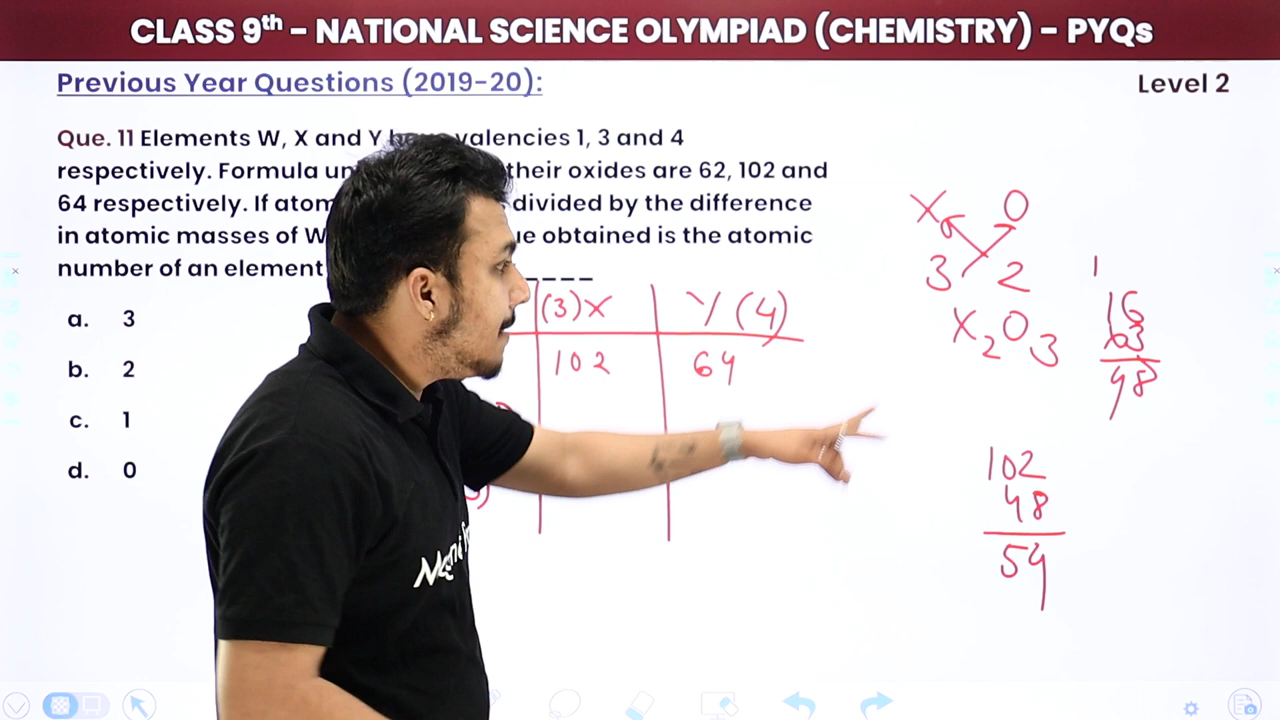 CLASS 9th – NATIONAL SCIENCE OLYMPIAD (CHEMISTRY) – PYQs
Previous Year Questions (2019-20):
Level 2
Que. 11 Elements W, X and Y valencies 1, 3 and 4
respectively. Formula their oxides are 62, 102 and
64 respectively. If divided by the difference
in atomic masses of obtained is the atomic
number of an element
a. 3
b. 2
c. 1
d. 0
(3)X
Y (4)
102
64
X O
3 2
X2O3
1
16
x3
48
102
48
54